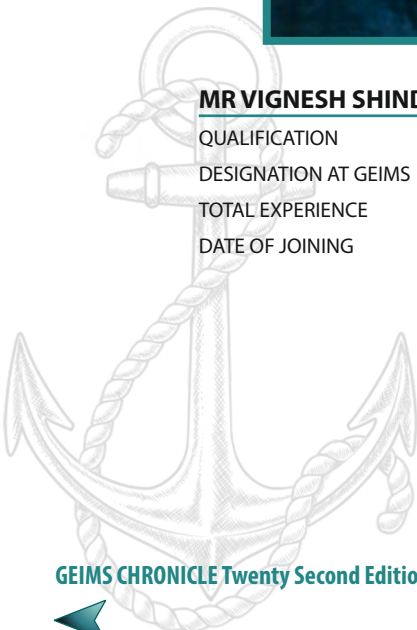 MR VIGNESH SHIND
QUALIFICATION
DESIGNATION AT GEIMS
TOTAL EXPERIENCE
DATE OF JOINING
GEIMS CHRONICLE Twenty Second Editio